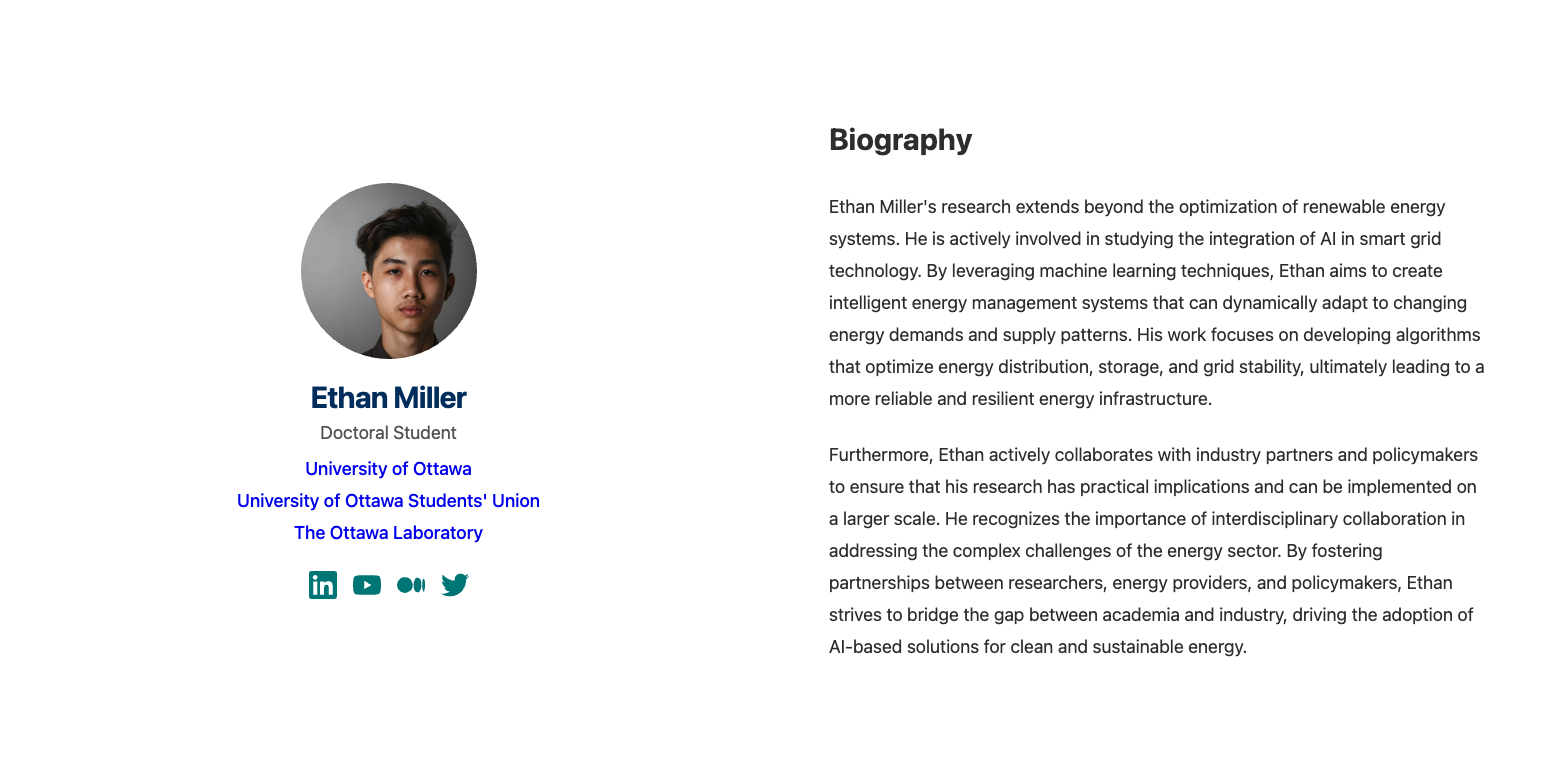 Ethan Miller
Doctoral Student
University of Ottawa
University of Ottawa Students' Union
The Ottawa Laboratory
in
Biography
Ethan Miller's research extends beyond the optimization of renewable energy
systems. He is actively involved in studying the integration of AI in smart grid
technology. By leveraging machine learning techniques, Ethan aims to create
intelligent energy management systems that can dynamically adapt to changing
energy demands and supply patterns. His work focuses on developing algorithms
that optimize energy distribution, storage, and grid stability, ultimately leading to a
more reliable and resilient energy infrastructure.
Furthermore, Ethan actively collaborates with industry partners and policymakers
to ensure that his research has practical implications and can be implemented on
a larger scale. He recognizes the importance of interdisciplinary collaboration in
addressing the complex challenges of the energy sector. By fostering
partnerships between researchers, energy providers, and policymakers, Ethan
strives to bridge the gap between academia and industry, driving the adoption of
AI-based solutions for clean and sustainable energy.